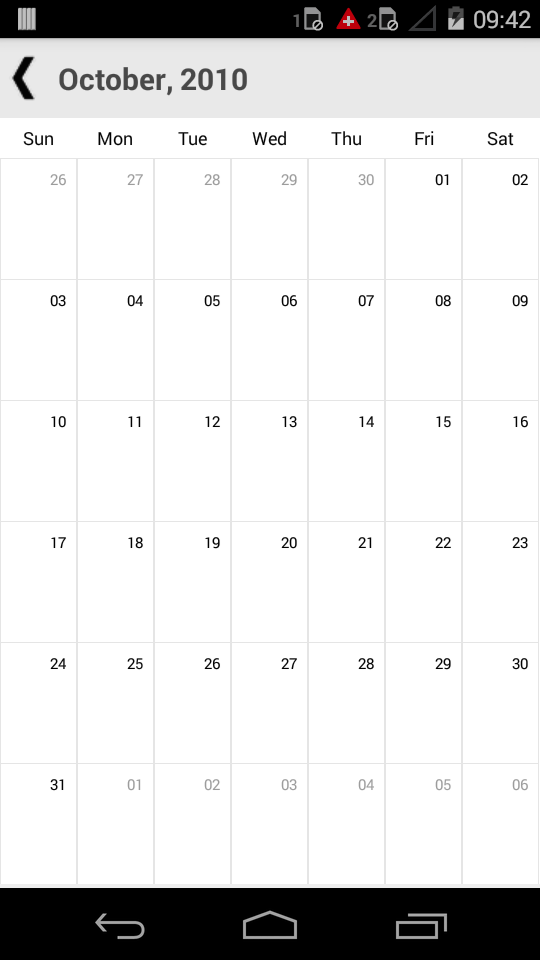 1 2 09:42
October, 2010
Sun Mon Tue Wed Thu Fri Sat
26 27 28 29 30 01 02
03 04 05 06 07 08 09
10 11 12 13 14 15 16
17 18 19 20 21 22 23
24 25 26 27 28 29 30
31 01 02 03 04 05 06